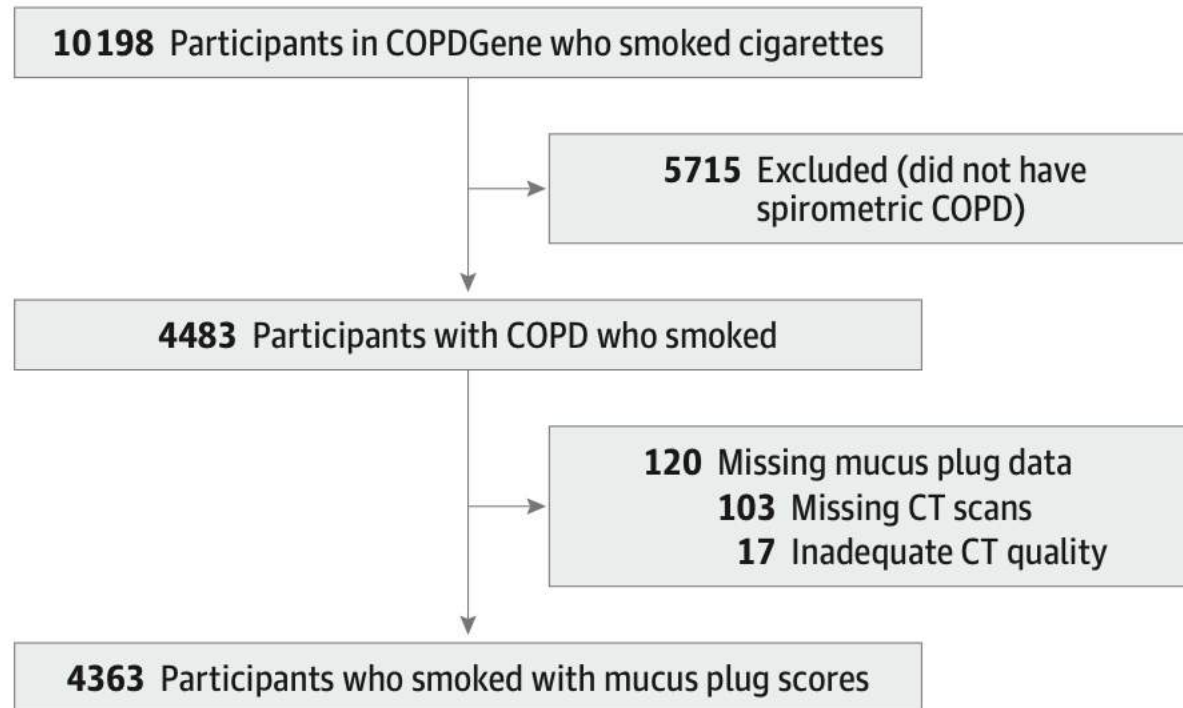 10 198 Participants in COPDGene who smoked cigarettes
5715 Excluded (did not have
spirometric COPD)
4483 Participants with COPD who smoked
120 Missing mucus plug data
103 Missing CT scans
17 Inadequate CT quality
4363 Participants who smoked with mucus plug scores